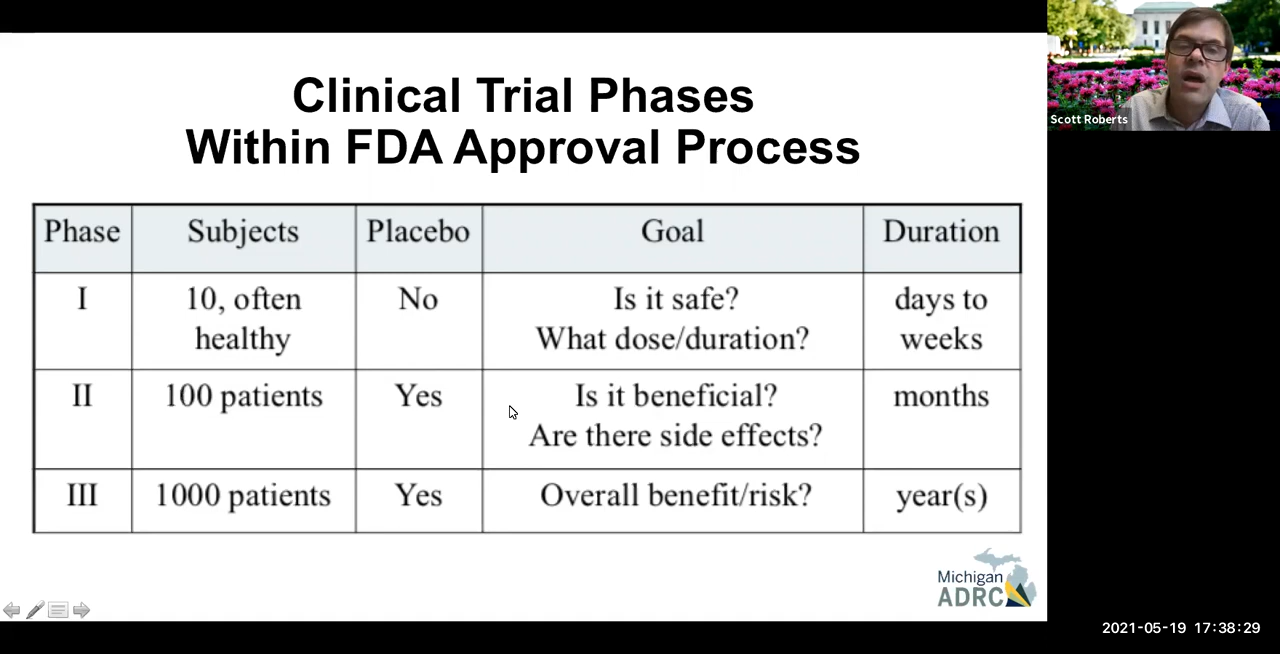 Clinical Trial Phases
Within FDA Approval Process
Phase Subjects Placebo Goal Duration
I 10, often No Is it safe? days to
healthy What dose/duration? weeks
II 100 patients Yes Is it beneficial? months
Are there side effects?
III 1000 patients Yes Overall benefit/risk? year(s)
Michigan
ADRC
Scott Roberts
2021-05-19 17:38:29